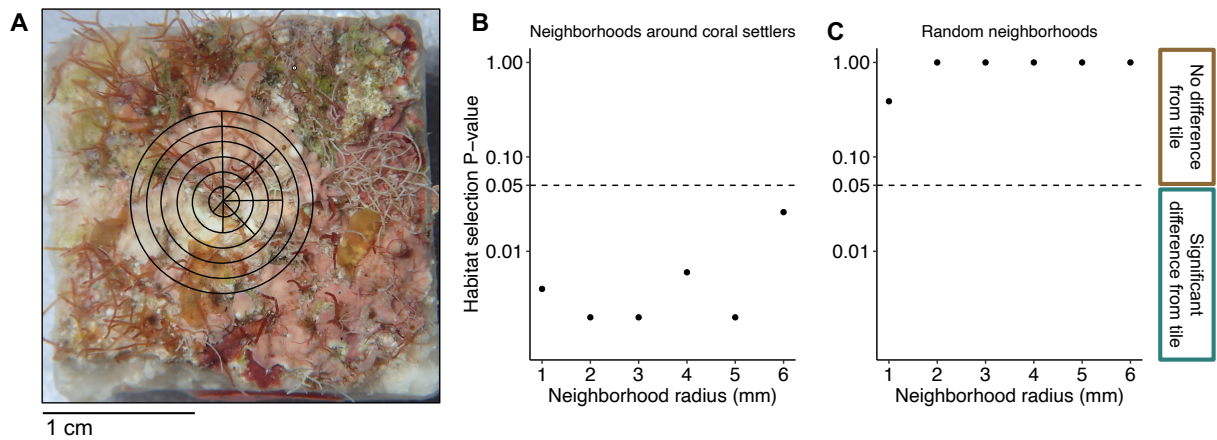 A
1 cm
B
Neighborhoods around coral settlers
Habitat selection P−value
1.00
0.10
0.05
0.01
1 2 3 4 5 6
Neighborhood radius (mm)
C
Random neighborhoods
1.00
0.10
0.05
0.01
1 2 3 4 5 6
Neighborhood radius (mm)
No difference
from tile
Significant
difference from tile